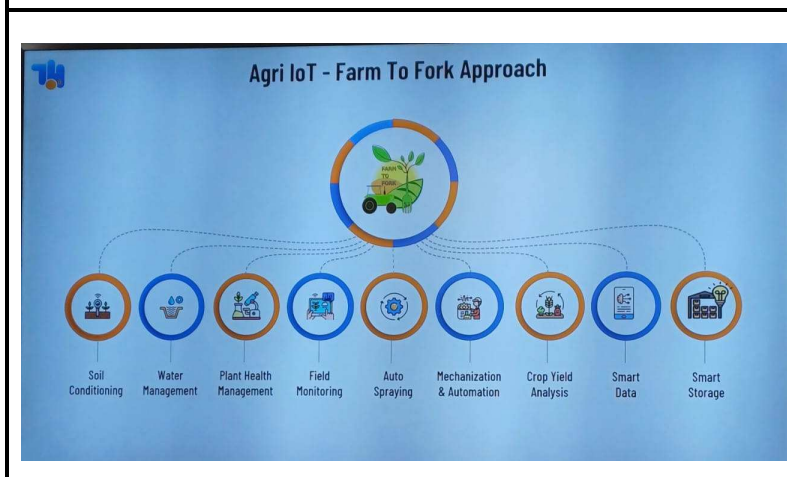 Agri IoT - Farm To Fork Approach
FARM
TO
FORK
Soil
Conditioning
Water
Management
Plant Health
Management
Field
Monitoring
Auto
Spraying
Mechanization
& Automation
Crop Yield
Analysis
Smart
Data
Smart
Storage